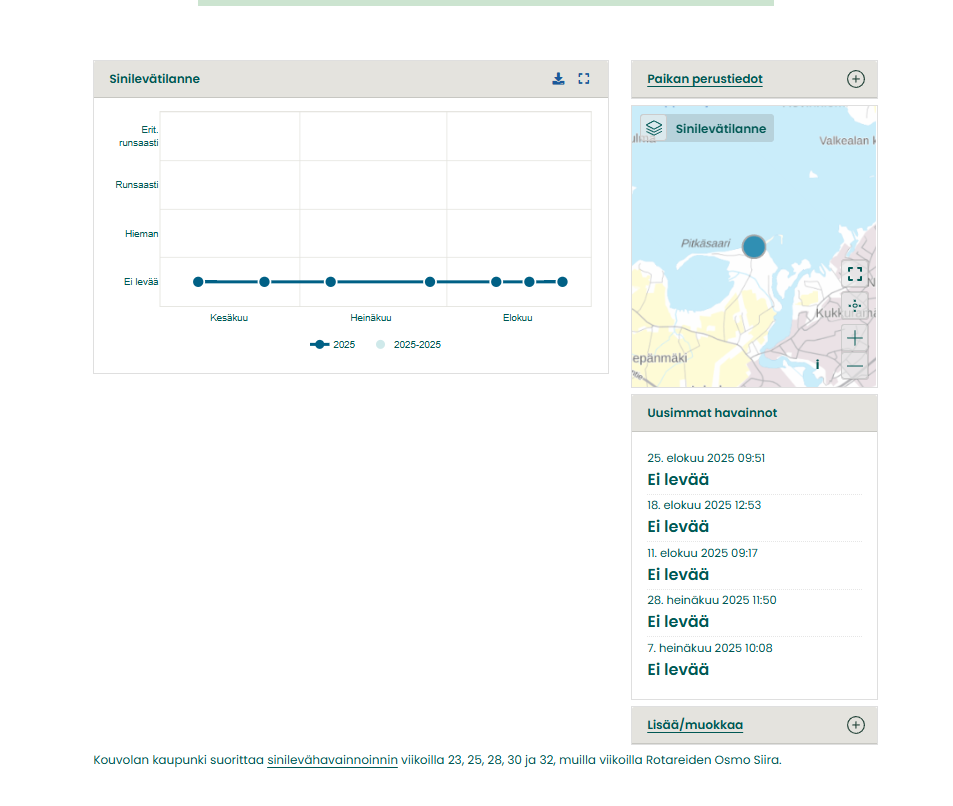 Sinilevätilanne
Erit.
runsaasti
Runsaasti
Hieman
Ei levää
Kesäkuu
Heinäkuu
Elokuu
2025
2025-2025
Paikan perustiedot
Sinilevätilanne
Valkealan k
Pitkäsaari
epänmäki
i
Uusimmat havainnot
25. elokuu 2025 09:51
Ei levää
18. elokuu 2025 12:53
Ei levää
11. elokuu 2025 09:17
Ei levää
28. heinäkuu 2025 11:50
Ei levää
7. heinäkuu 2025 10:08
Ei levää
Lisää/muokkaa
Kouvolan kaupunki suorittaa sinilevähavainnoinnin viikoilla 23, 25, 28, 30 ja 32, muilla viikoilla Rotareiden Osmo Siira.